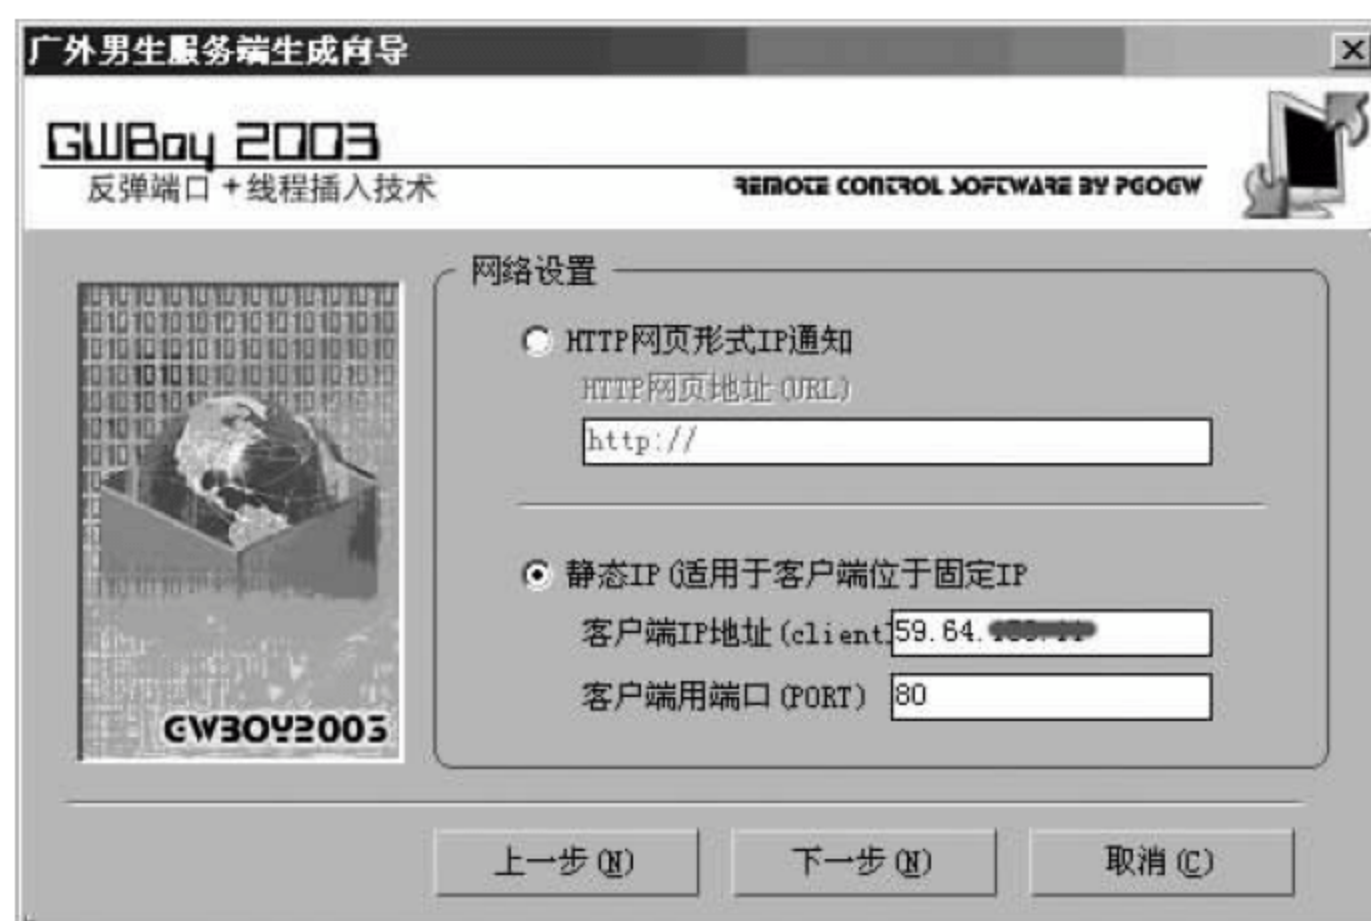 广外男生服务端生成向导
GWBoy 2003
反弹端口+线程插入技术
REMOTE CONTROL SOFTWARE BY PGOGW
网络设置
HTTP网页形式IP通知
HTTP网页地址(URL)
http://
静态IP(适用于客户端位于固定IP
客户端IP地址(client)
59.64.
客户端用端口(PORT)
80
GWBOY2003
上一步(N)
下一步(N)
取消(C)